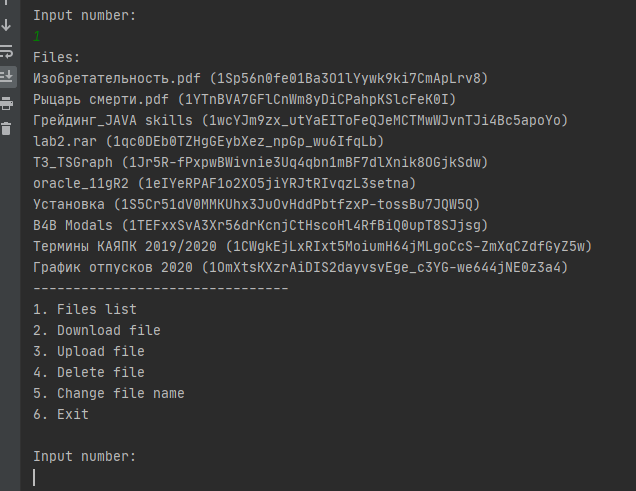 Input number:
1
Files:
Изобретательность.pdf (1Sp56n0fe01Ba3O1lYywk9ki7CmApLrv8)
Рыцарь смерти.pdf (1YTnBVA7GFlCnWm8yDiCPahpKSlcFeK0I)
Грейдинг_JAVA skills (1wcYJm9zx_utYaEIToFeQJeMCTMwWJvnTJi4Bc5apoYo)
lab2.rar (1qc0DEb0TZHgGEybXez_npGp_wu6IfqLb)
ТЗ_TSGraph (1Jr5R-fPxpwBWivnie3Uq4qbn1mBF7dlXnik8OGjkSdw)
oracle_11gR2 (1eIYeRPAF1o2XO5jiYRJtRIvqzL3setna)
Установка (1S5Cr51dV0MMKUhx3JuOvHddPbtfzxP-tossBu7JQW5Q)
B4B Modals (1TEFxxSvA3Xr56drKcnjCtHscoHl4RfBiQ0upT8SJjsg)
Термины КАЯПК 2019/2020 (1CWgkEjLxRIxt5MoiumH64jMLgoCcS-ZmXqCZdfGyZ5w)
График отпусков 2020 (1OmXtsKXzrAiDIS2dayvsvEge_c3YG-we644jNE0z3a4)
--------------------------------
1. Files list
2. Download file
3. Upload file
4. Delete file
5. Change file name
6. Exit
Input number: